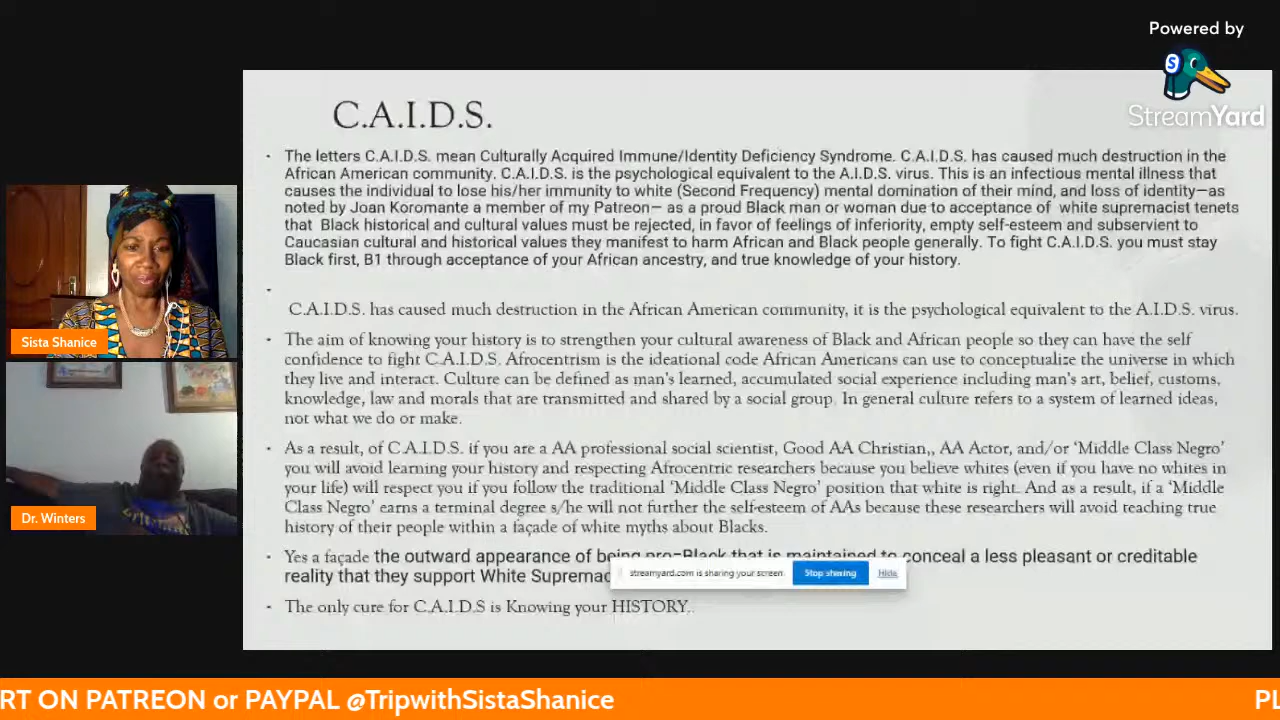 Powered by
StreamYard
C.A.I.D.S.
The letters C.A.I.D.S. mean Culturally Acquired Immune/Identity Deficiency Syndrome. C.A.I.D.S. has caused much destruction in the
African American community. C.A.I.D.S. is the psychological equivalent to the A.I.D.S. virus. This is an infectious mental illness that
causes the individual to lose his/her immunity to white (Second Frequency) mental domination of their mind, and loss of identity—as
noted by Joan Koromante a member of my Patreon— as a proud Black man or woman due to acceptance of white supremacist tenets
that Black historical and cultural values must be rejected, in favor of feelings of inferiority, empty self-esteem and subservient to
Caucasian cultural and historical values they manifest to harm African and Black people generally. To fight C.A.I.D.S. you must stay
Black first, B1 through acceptance of your African ancestry, and true knowledge of your history.
C.A.I.D.S. has caused much destruction in the African American community, it is the psychological equivalent to the A.I.D.S. virus.
The aim of knowing your history is to strengthen your cultural awareness of Black and African people so they can have the self
confidence to fight C.A.I.D.S. Afrocentrism is the ideational code African Americans can use to conceptualize the universe in which
they live and interact. Culture can be defined as man's learned, accumulated social experience including man's art, belief, customs,
knowledge, law and morals that are transmitted and shared by a social group. In general culture refers to a system of learned ideas,
not what we do or make.
As a result, of C.A.I.D.S. if you are a AA professional social scientist, Good AA Christian,, AA Actor, and/or 'Middle Class Negro'
you will avoid learning your history and respecting Afrocentric researchers because you believe whites (even if you have no whites in
your life) will respect you if you follow the traditional 'Middle Class Negro' position that white is right. And as a result, if a 'Middle
Class Negro' earns a terminal degree s/he will not further the self-esteem of AAs because these researchers will avoid teaching true
history of their people within a façade of white myths about Blacks.
Yes a façade the outward appearance of being pro=Black that is maintained to conceal a less pleasant or creditable
reality that they support White Supremac
streamyard.com is sharing your screen.
Stop sharing
Hide
The only cure for C.A.I.D.S is Knowing your HISTORY..
Sista Shanice
Dr. Winters
RT ON PATREON or PAYPAL @TripwithSistaShanice
PL